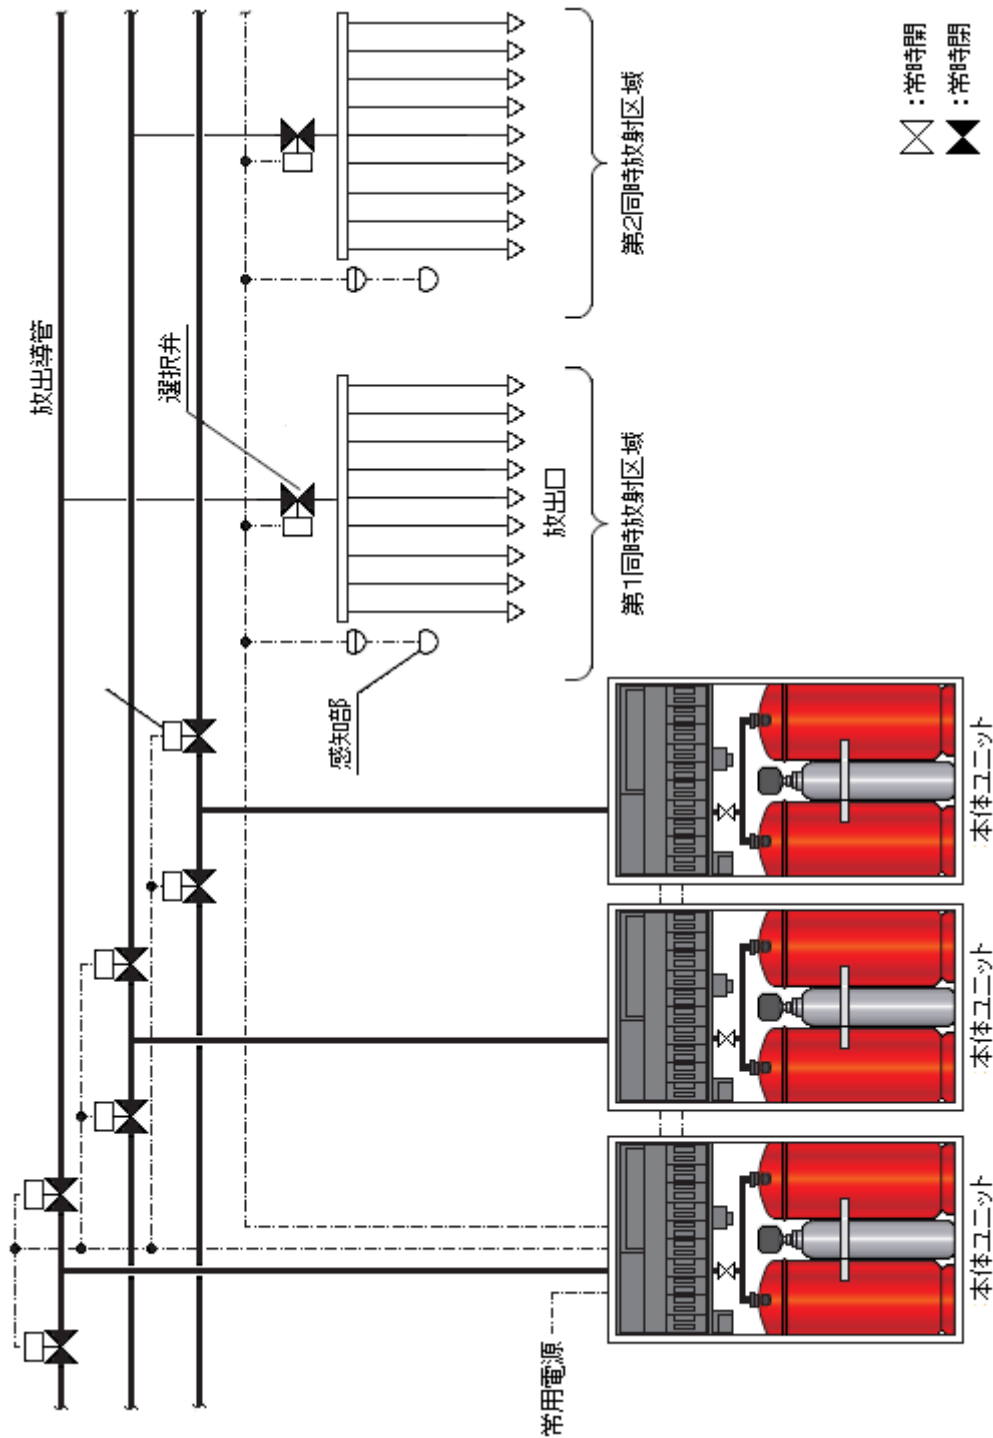 放出導管
選択弁
感知部
放出口
第1同時放射区域
第2同時放射区域
:常時開
:常時閉
常用電源
本体ユニット
本体ユニット
本体ユニット